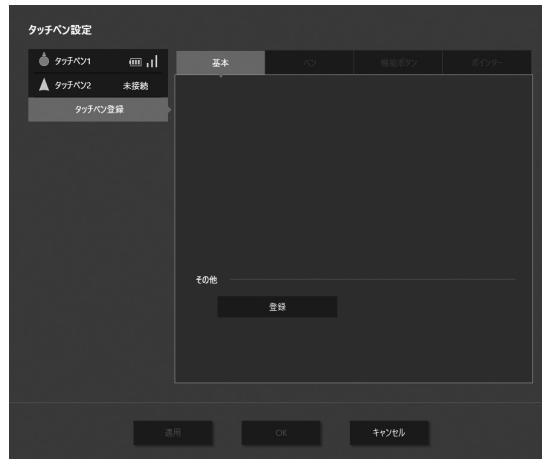 タッチペン設定
タッチペン1
タッチペン2 未接続
タッチペン登録
基本 ペン 機能ボタン ポインター
その他
登録
適用 OK キャンセル